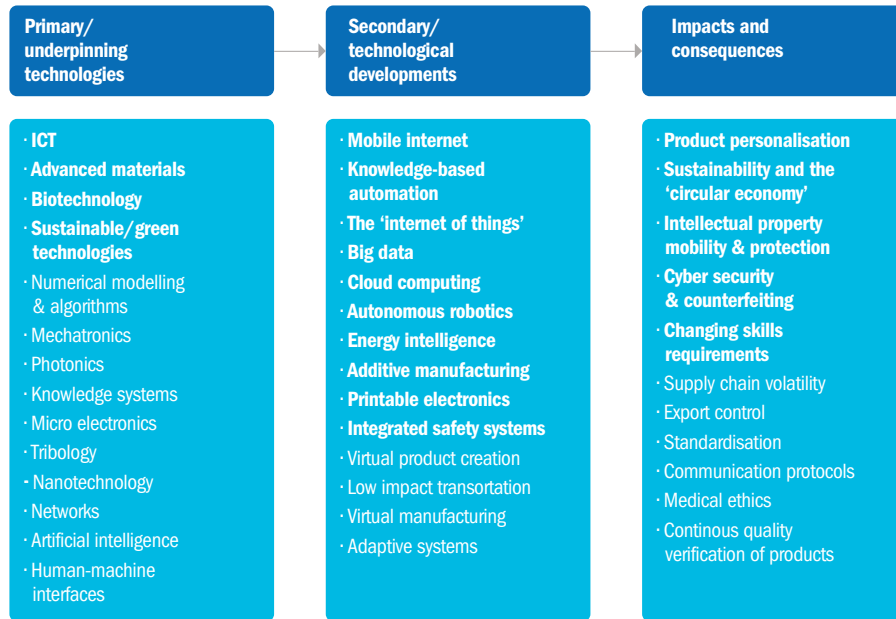 Primary/
underpinning
technologies
Secondary/
technological
developments
Impacts and
consequences
· ICT
· Advanced materials
· Biotechnology
· Sustainable/green
technologies
· Numerical modelling
& algorithms
· Mechatronics
· Photonics
· Knowledge systems
· Micro electronics
· Tribology
· Nanotechnology
· Networks
· Artificial intelligence
· Human-machine
interfaces
· Mobile internet
· Knowledge-based
automation
· The ‘internet of things’
· Big data
· Cloud computing
· Autonomous robotics
· Energy intelligence
· Additive manufacturing
· Printable electronics
· Integrated safety systems
· Virtual product creation
· Low impact transortation
· Virtual manufacturing
· Adaptive systems
· Product personalisation
· Sustainability and the
‘circular economy’
· Intellectual property
mobility & protection
· Cyber security
& counterfeiting
· Changing skills
requirements
· Supply chain volatility
· Export control
· Standardisation
· Communication protocols
· Medical ethics
· Continous quality
verification of products